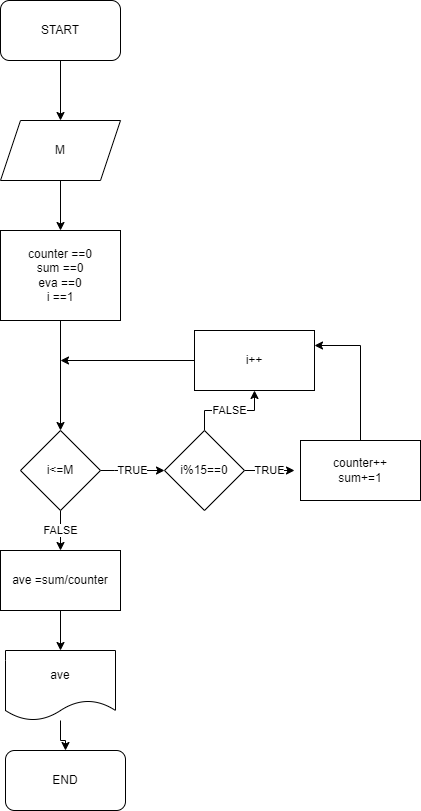 START
M
counter ==0
sum ==0
eva ==0
i ==1
i++
FALSE
i<=M
TRUE
i%15==0
TRUE
counter++
sum+=1
FALSE
ave =sum/counter
ave
END